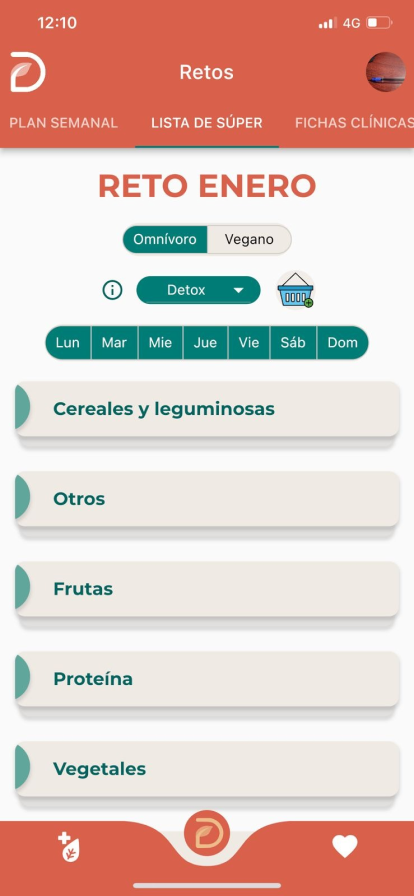 12:10 4G
Retos
PLAN SEMANAL LISTA DE SÚPER FICHAS CLÍNICAS
RETO ENERO
Omnívoro Vegano
Detox
Lun Mar Mie Jue Vie Sáb Dom
Cereales y leguminosas
Otros
Frutas
Proteína
Vegetales